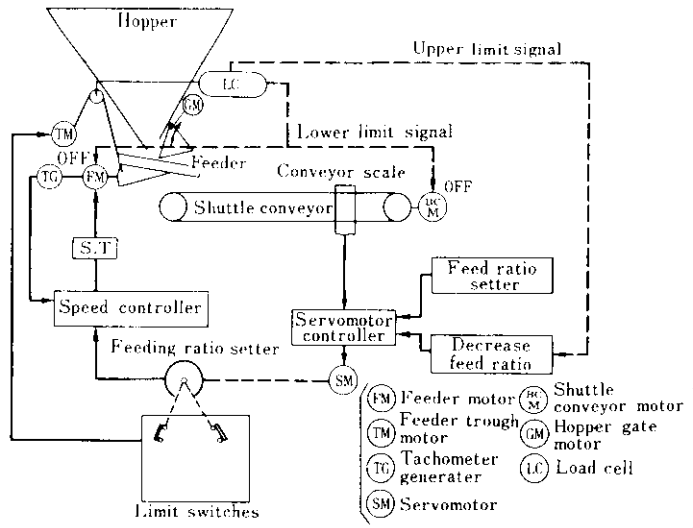 Hopper
Upper limit signal
LC
GM
TM
Lower limit signal
OFF
Feeder
TG
FM
Conveyor scale
OFF
Shuttle conveyor
BC
M
S.T
Feed ratio
setter
Speed controller
Servomotor
controller
Feeding ratio setter
Decrease
feed ratio
SM
FM Feeder motor
TM Feeder trough
motor
TG Tachometer
generater
SM Servomotor
BC
M Shuttle
conveyor motor
GM Hopper gate
motor
LC Load cell
Limit switches